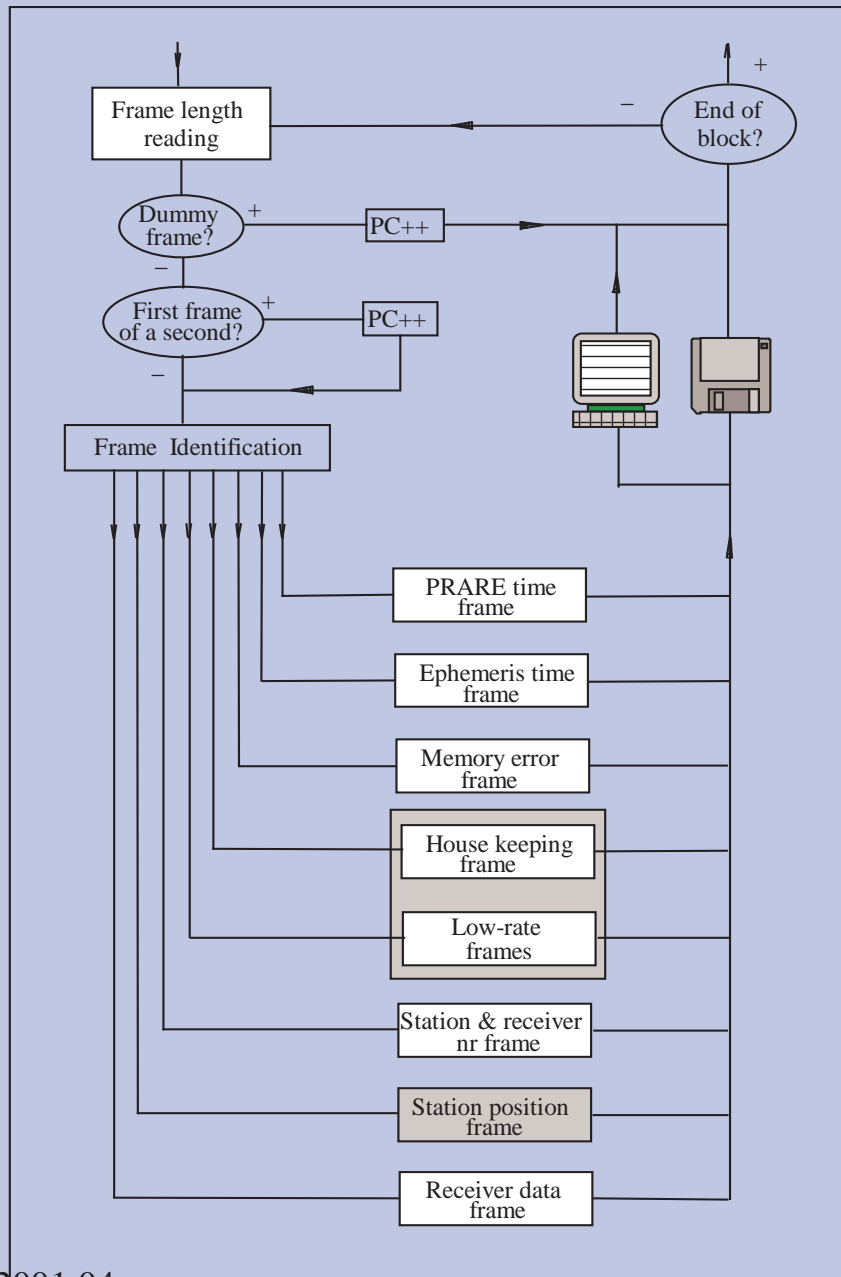 +
–
Frame length
reading
End of
block?
Dummy
frame?
+
PC++
–
First frame
of a second?
+
PC++
–
Frame Identification
PRARE time
frame
Ephemeris time
frame
Memory error
frame
House keeping
frame
Low-rate
frames
Station & receiver
nr frame
Station position
frame
Receiver data
frame